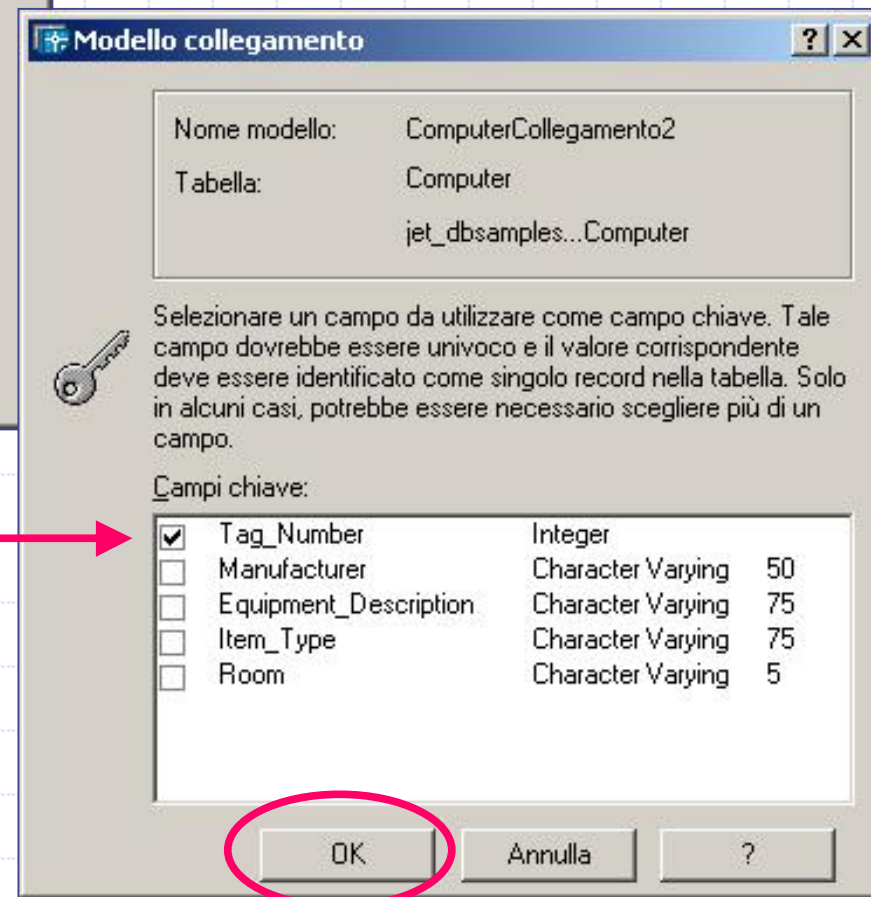 Modello collegamento
Nome modello: ComputerCollegamento2
Tabella: Computer
jet_dbsamples...Computer
Selezionare un campo da utilizzare come campo chiave. Tale
campo dovrebbe essere univoco e il valore corrispondente
deve essere identificato come singolo record nella tabella. Solo
in alcuni casi, potrebbe essere necessario scegliere più di un
campo.
Campi chiave:
Tag_Number Integer
Manufacturer Character Varying 50
Equipment_Description Character Varying 75
Item_Type Character Varying 75
Room Character Varying 5
OK Annulla ?